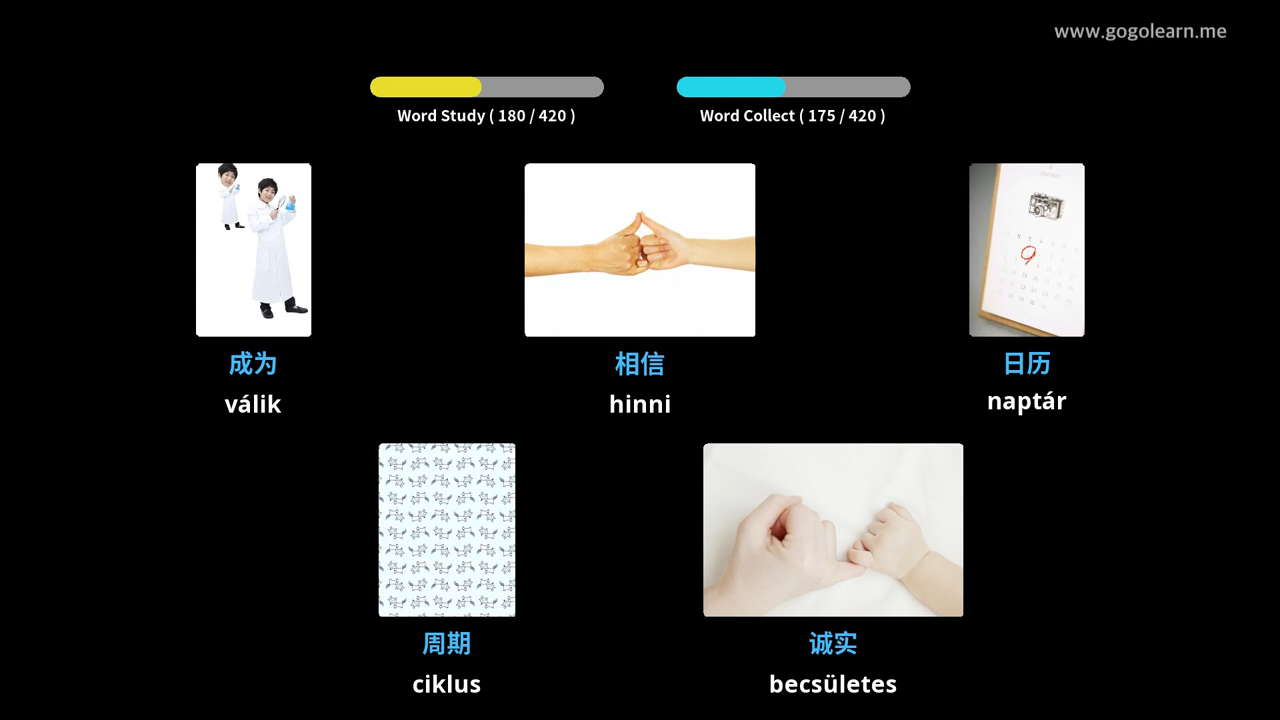 www.gogolearn.me
Word Study ( 180 / 420 )
Word Collect ( 175 / 420 )
成为
válik
相信
hinni
日历
naptár
周期
ciklus
诚实
becsületes